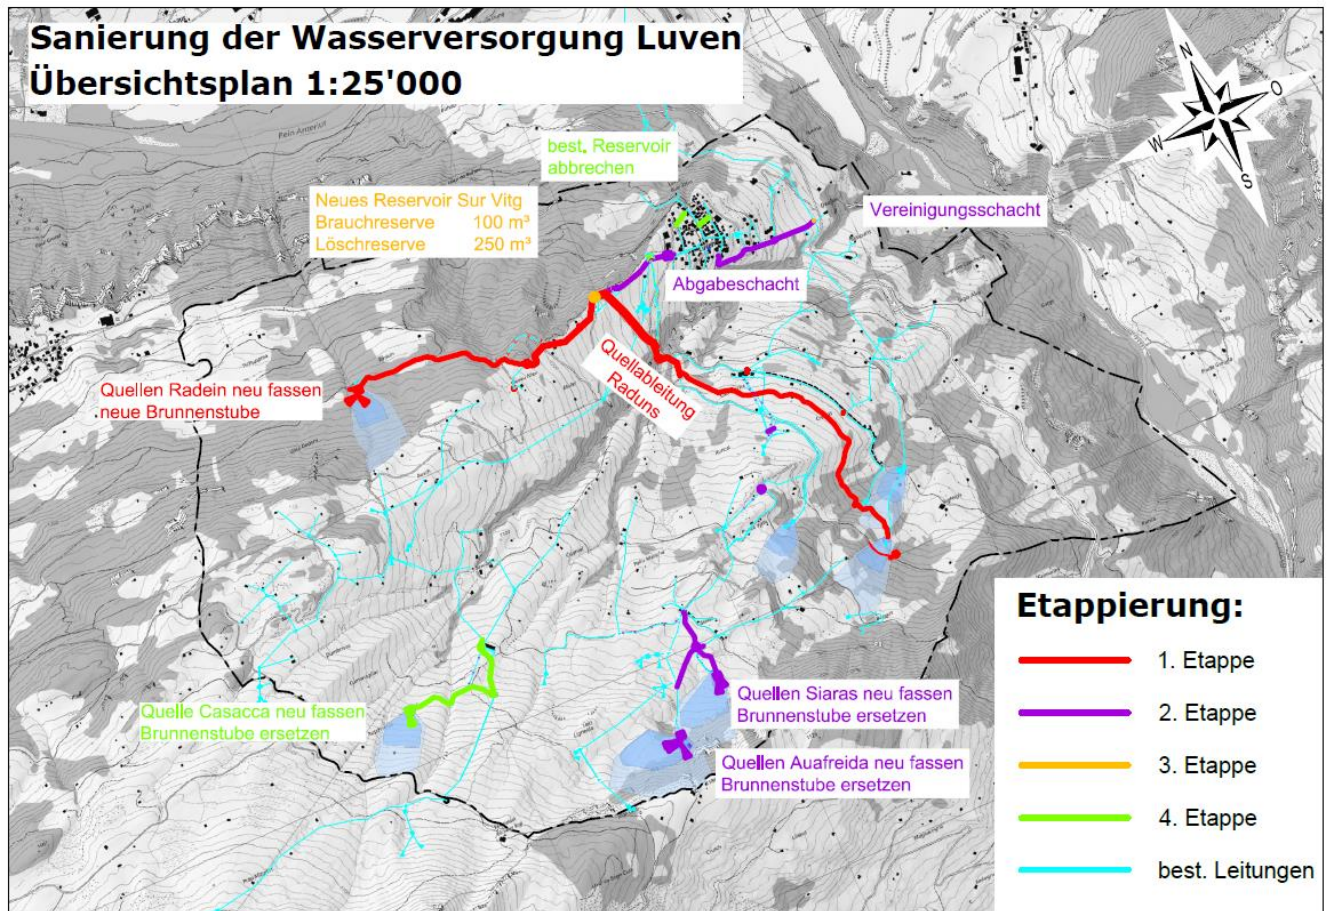 Sanierung der Wasserversorgung Luven
Übersichtsplan 1:25'000
N
O
W
S
best. Reservoir
abbrechen
Neues Reservoir Sur Vitg
Brauchreserve 100 m³
Löschreserve 250 m³
Vereinigungsschacht
Abgabeschacht
Quellableitung
Raduns
Quellen Radein neu fassen
neue Brunnenstube
Quelle Casacca neu fassen
Brunnenstube ersetzen
Quellen Siaras neu fassen
Brunnenstube ersetzen
Quellen Auafreida neu fassen
Brunnenstube ersetzen
Etappierung:
1. Etappe
2. Etappe
3. Etappe
4. Etappe
best. Leitungen